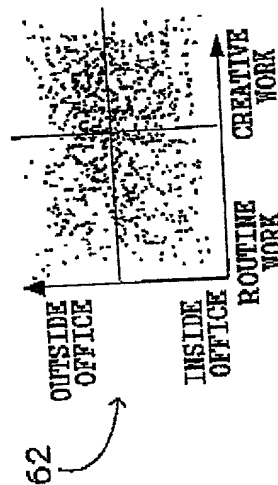 62
OUTSIDE
OFFICE
INSIDE
OFFICE
ROUTINE
WORK
CREATIVE
WORK